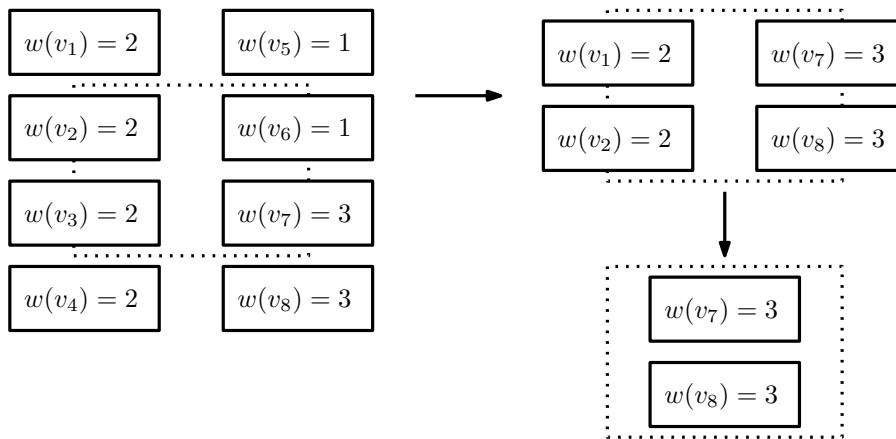 w(v₁) = 2
w(v₂) = 2
w(v₃) = 2
w(v₄) = 2
w(v₅) = 1
w(v₆) = 1
w(v₇) = 3
w(v₈) = 3
w(v₁) = 2
w(v₂) = 2
w(v₇) = 3
w(v₈) = 3
w(v₇) = 3
w(v₈) = 3